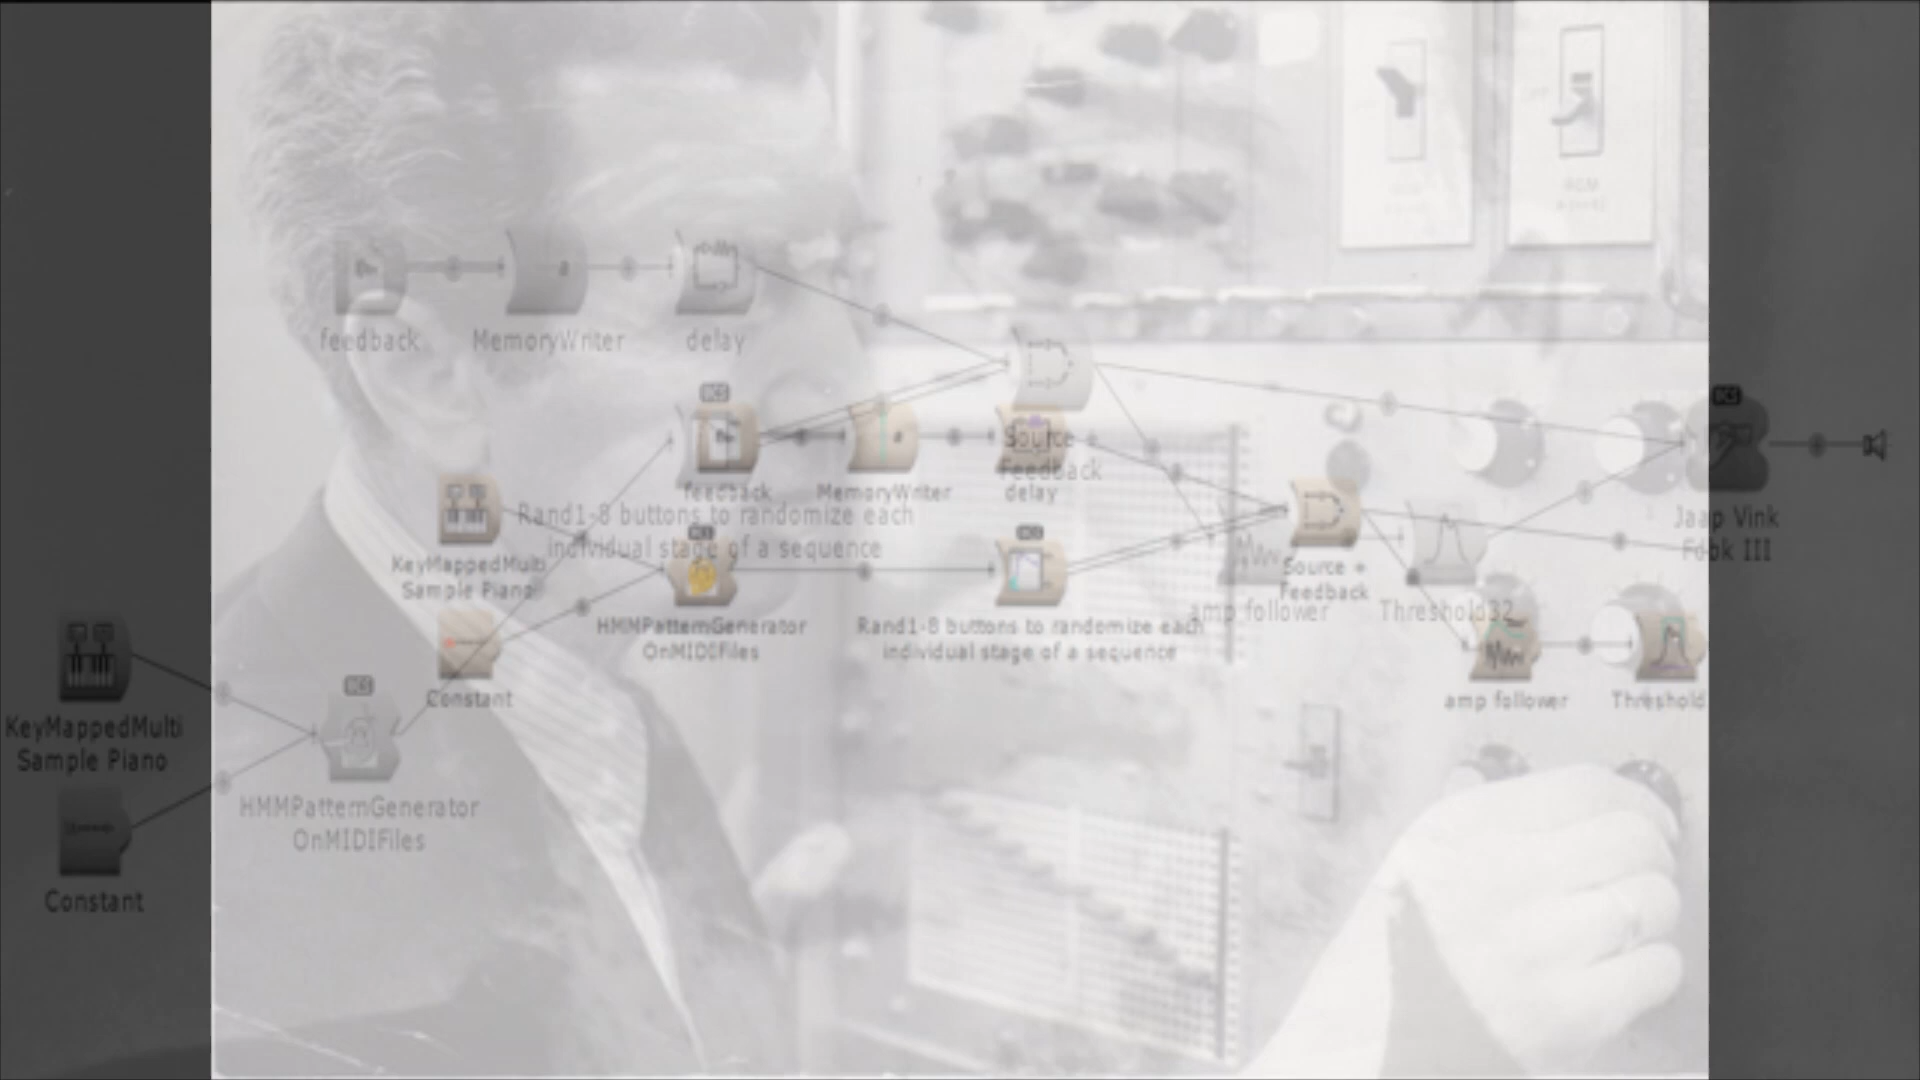 feedback
MemoryWriter
delay
feedback
MemoryWriter
Source +
Feedback
delay
Rand1-8 buttons to randomize each
individual stage of a sequence
KeyMappedMulti
Sample Piano
Source +
Feedback
Jaap Vink
Fdbk III
amp follower
Threshold32
HMMPatternGenerator
OnMIDIFiles
Rand1-8 buttons to randomize each
individual stage of a sequence
Constant
amp follower
Threshold
KeyMappedMulti
Sample Piano
HMMPatternGenerator
OnMIDIFiles
Constant